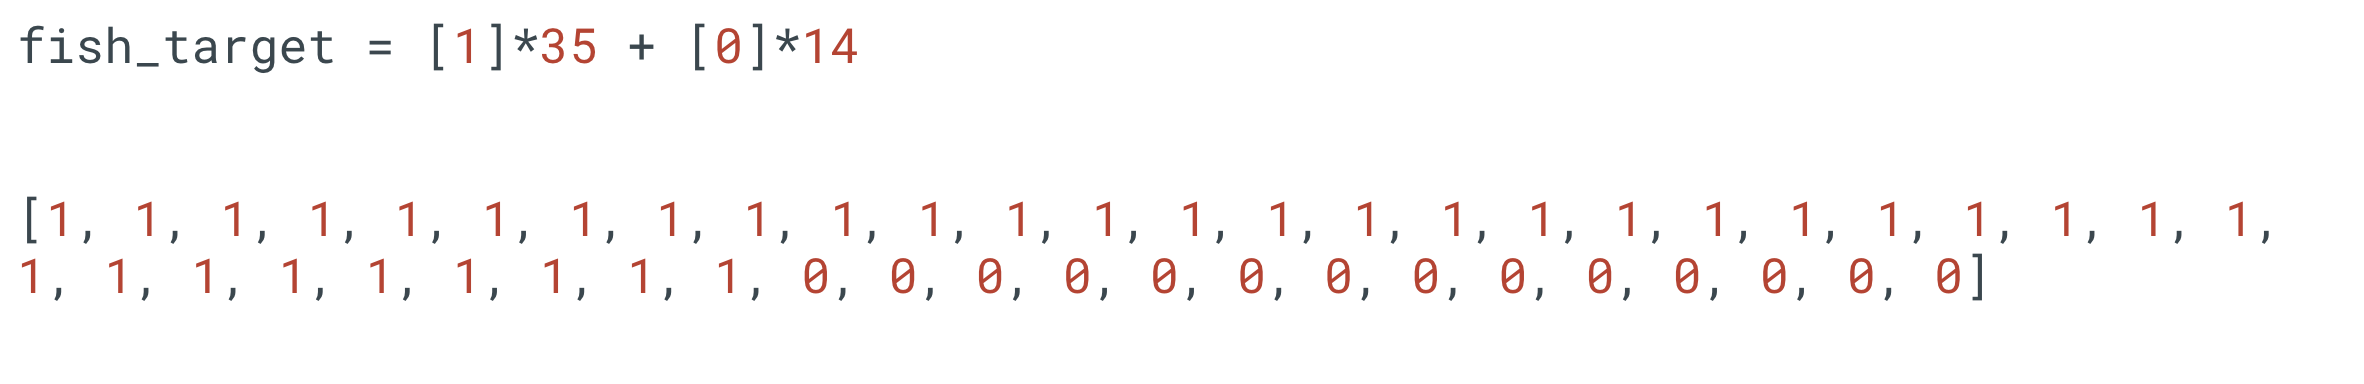 fish_target = [1]*35 + [0]*14
[1, 1, 1, 1, 1, 1, 1, 1, 1, 1, 1, 1, 1, 1, 1, 1, 1, 1, 1, 1, 1, 1, 1, 1, 1, 1,
1, 1, 1, 1, 1, 1, 1, 1, 1, 0, 0, 0, 0, 0, 0, 0, 0, 0, 0, 0, 0, 0, 0]